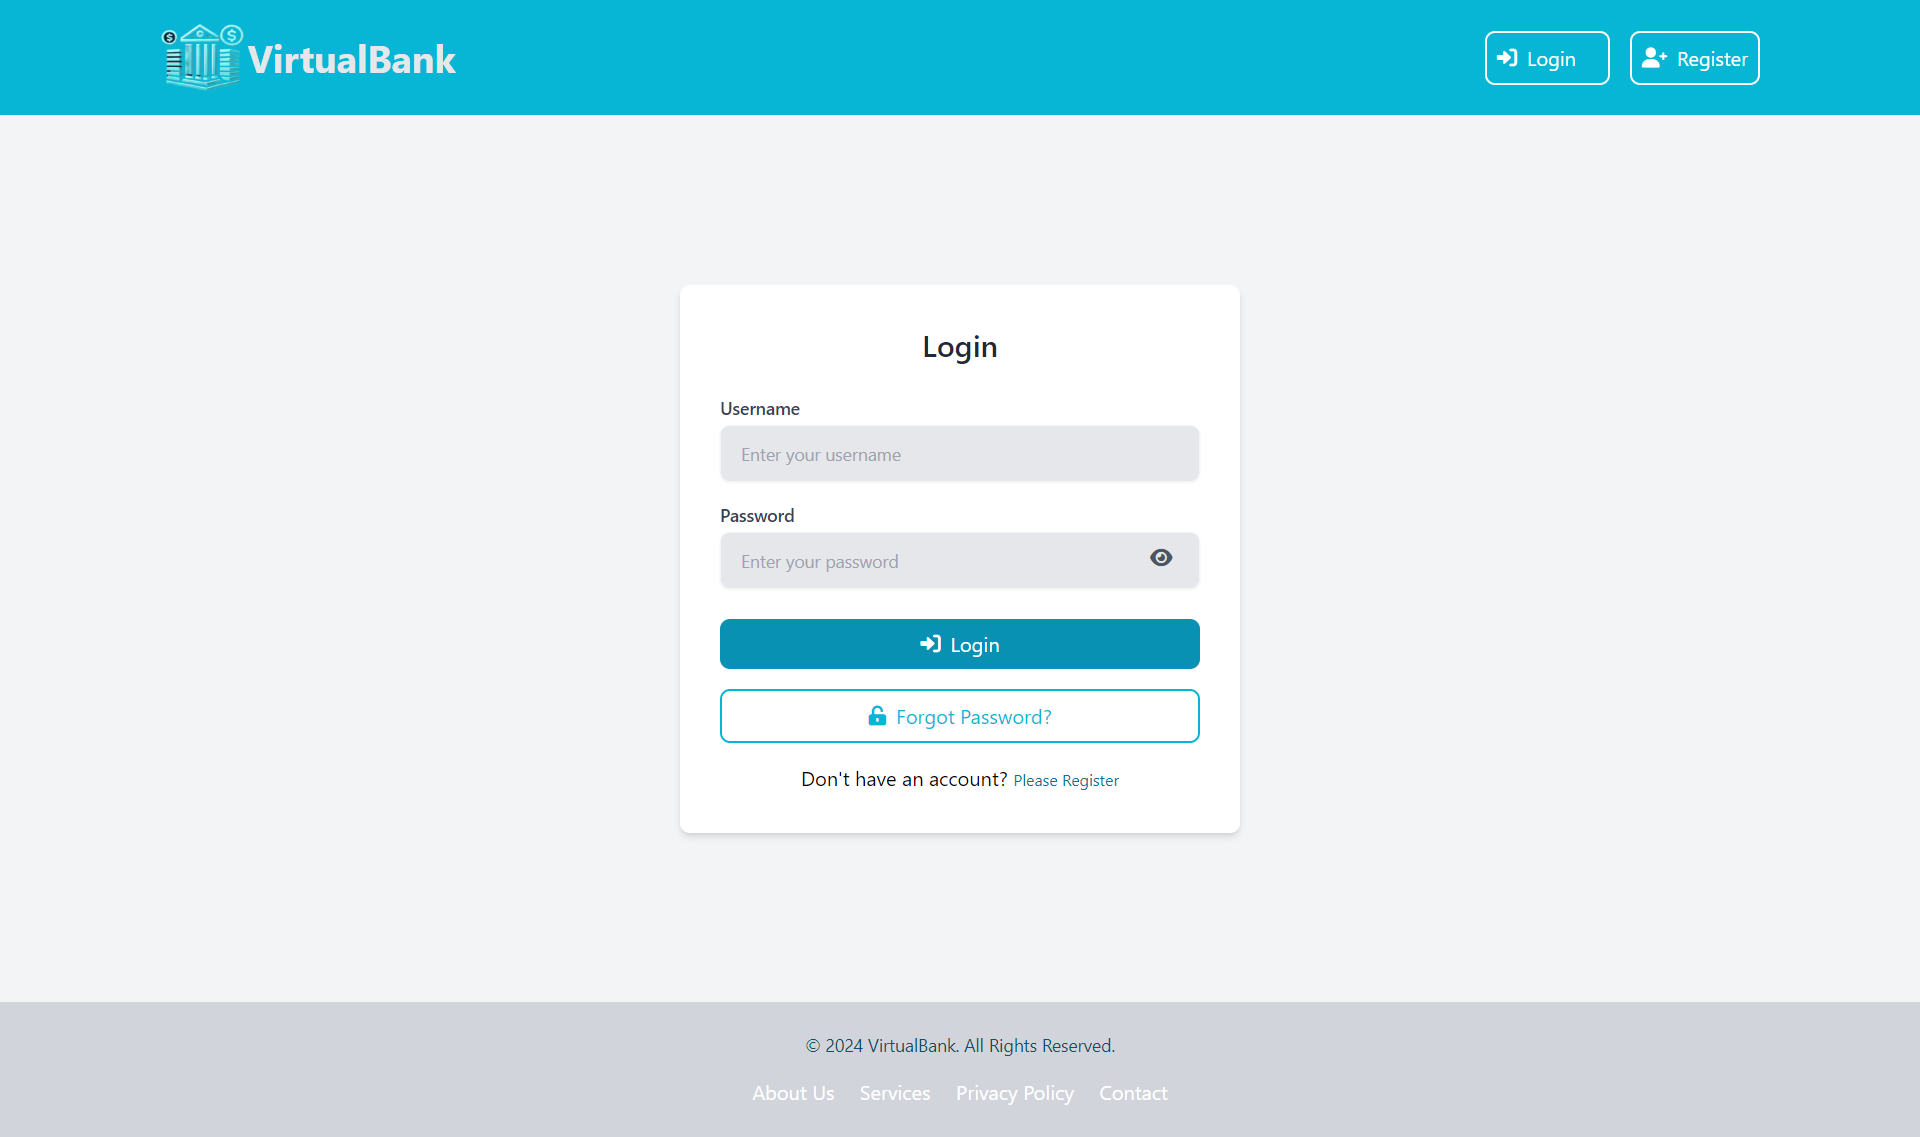 VirtualBank
Login
Register
Login
Username
Enter your username
Password
Enter your password
Login
Forgot Password?
Don't have an account? Please Register
© 2024 VirtualBank. All Rights Reserved.
About Us Services Privacy Policy Contact